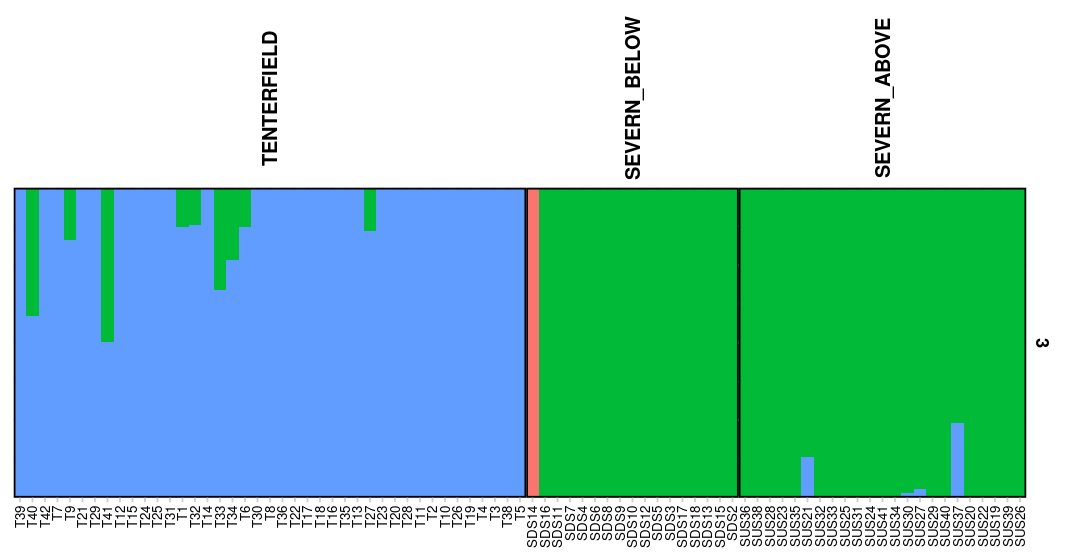 TENTERFIELD
SEVERN_BELOW
SEVERN_ABOVE
3
T39 T40 T42 T7 T9 T21 T29 T41 T12 T15 T24 T25 T31 T1 T32 T14 T33 T34 T6 T30 T8 T36 T22 T17 T18 T16 T35 T13 T27 T23 T20 T28 T11 T2 T10 T26 T19 T4 T3 T38 T5 SDS14 SDS16 SDS11 SDS7 SDS4 SDS6 SDS8 SDS9 SDS10 SDS12 SDS5 SDS3 SDS17 SDS18 SDS13 SDS15 SDS2 SUS36 SUS38 SUS28 SUS23 SUS35 SUS21 SUS32 SUS33 SUS25 SUS31 SUS24 SUS41 SUS34 SUS30 SUS27 SUS29 SUS40 SUS37 SUS20 SUS22 SUS19 SUS39 SUS26